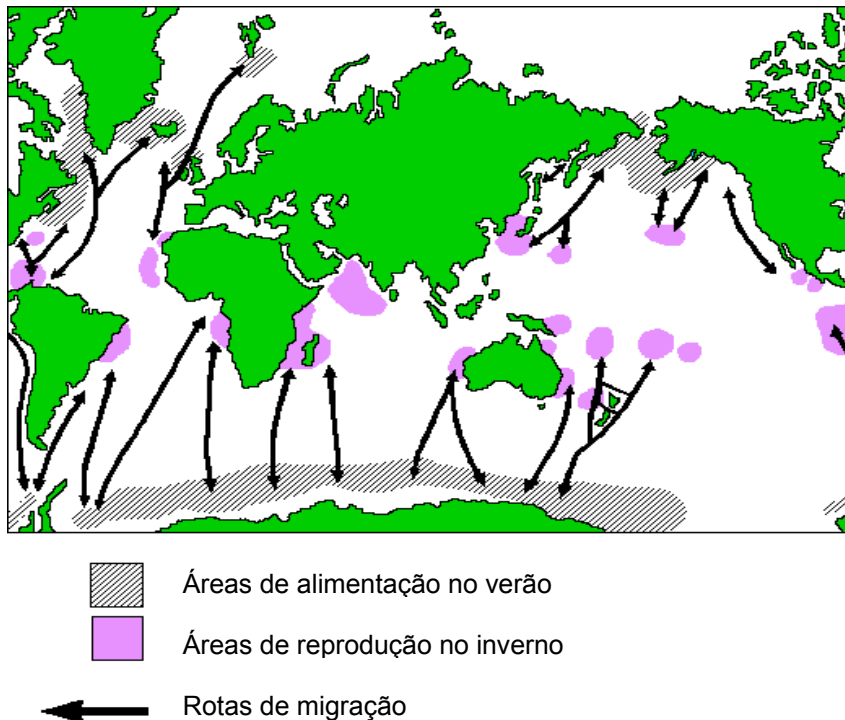 Áreas de alimentação no verão
Áreas de reprodução no inverno
Rotas de migração